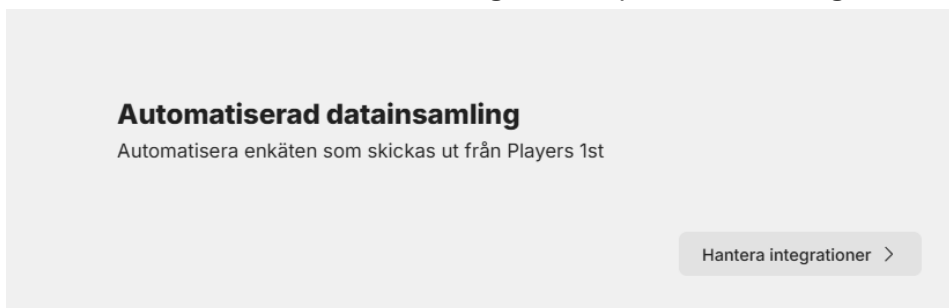 Automatiserad datainsamling
Automatisera enkäten som skickas ut från Players 1st
Hantera integrationer